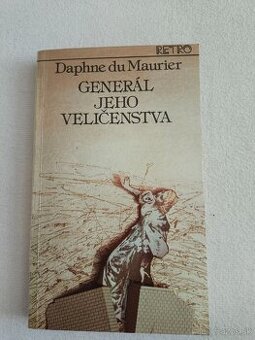 RETRO
Daphne du Maurier
GENERÁL
JEHO
VELIČENSTVA